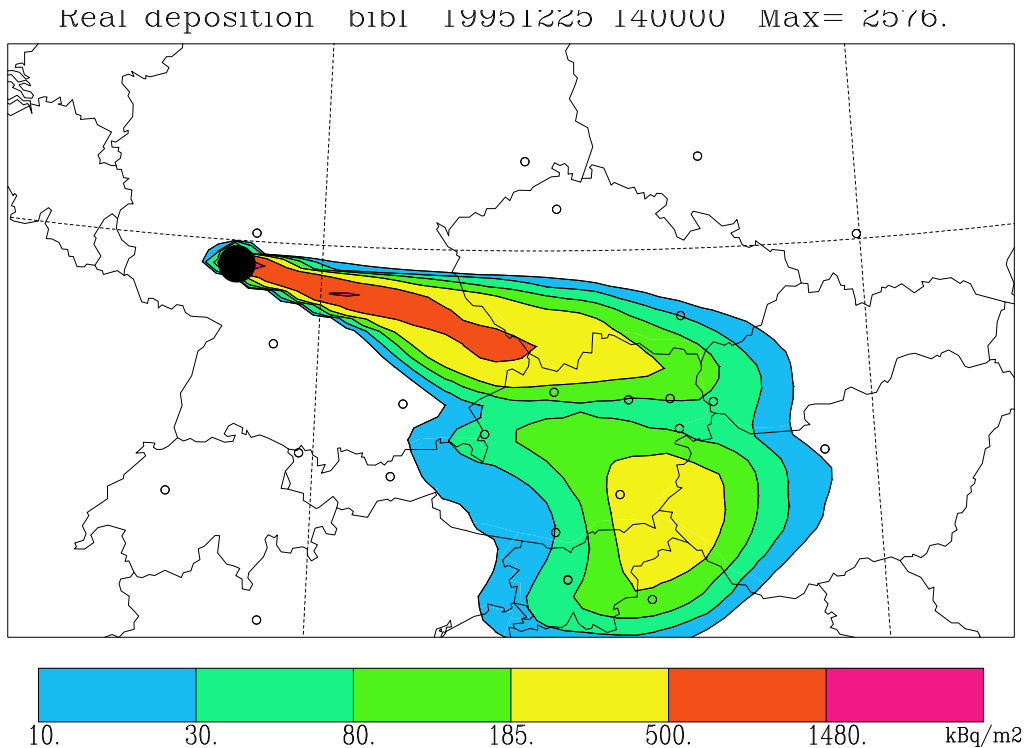 Real deposition bibl 19951225 140000 Max= 2576.
10. 30. 80. 185. 500. 1480. kBq/m2